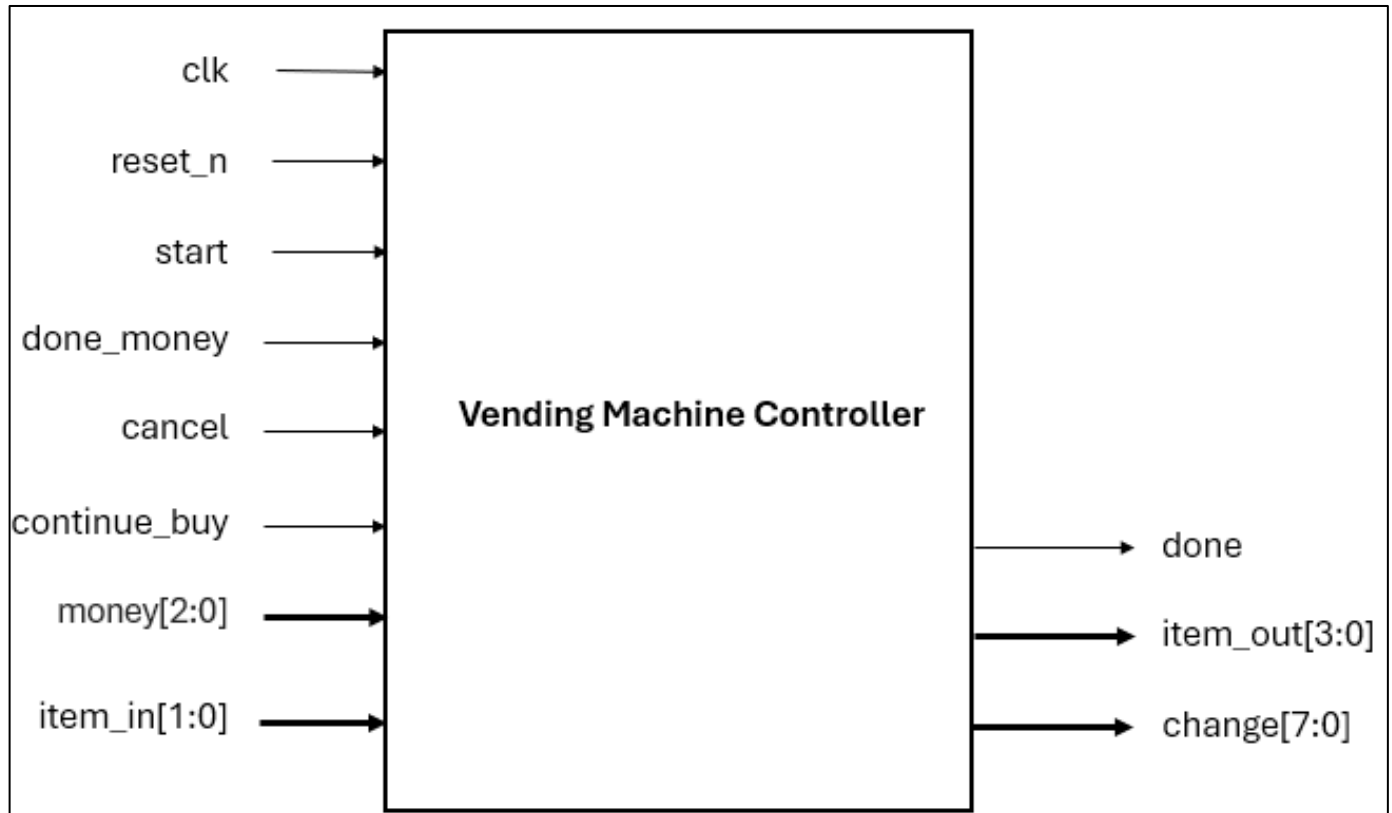 clk
reset_n
start
done_money
cancel
continue_buy
money[2:0]
item_in[1:0]
Vending Machine Controller
done
item_out[3:0]
change[7:0]